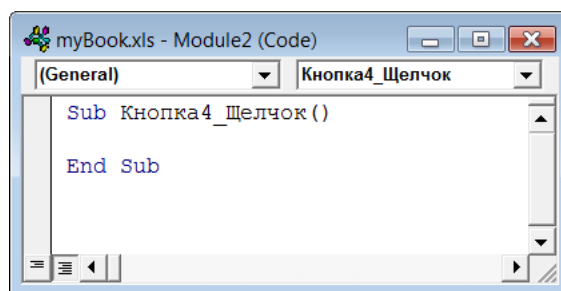 myBook.xls - Module2 (Code)
(General) Кнопка4_Щелчок
Sub Кнопка4_Щелчок()
End Sub